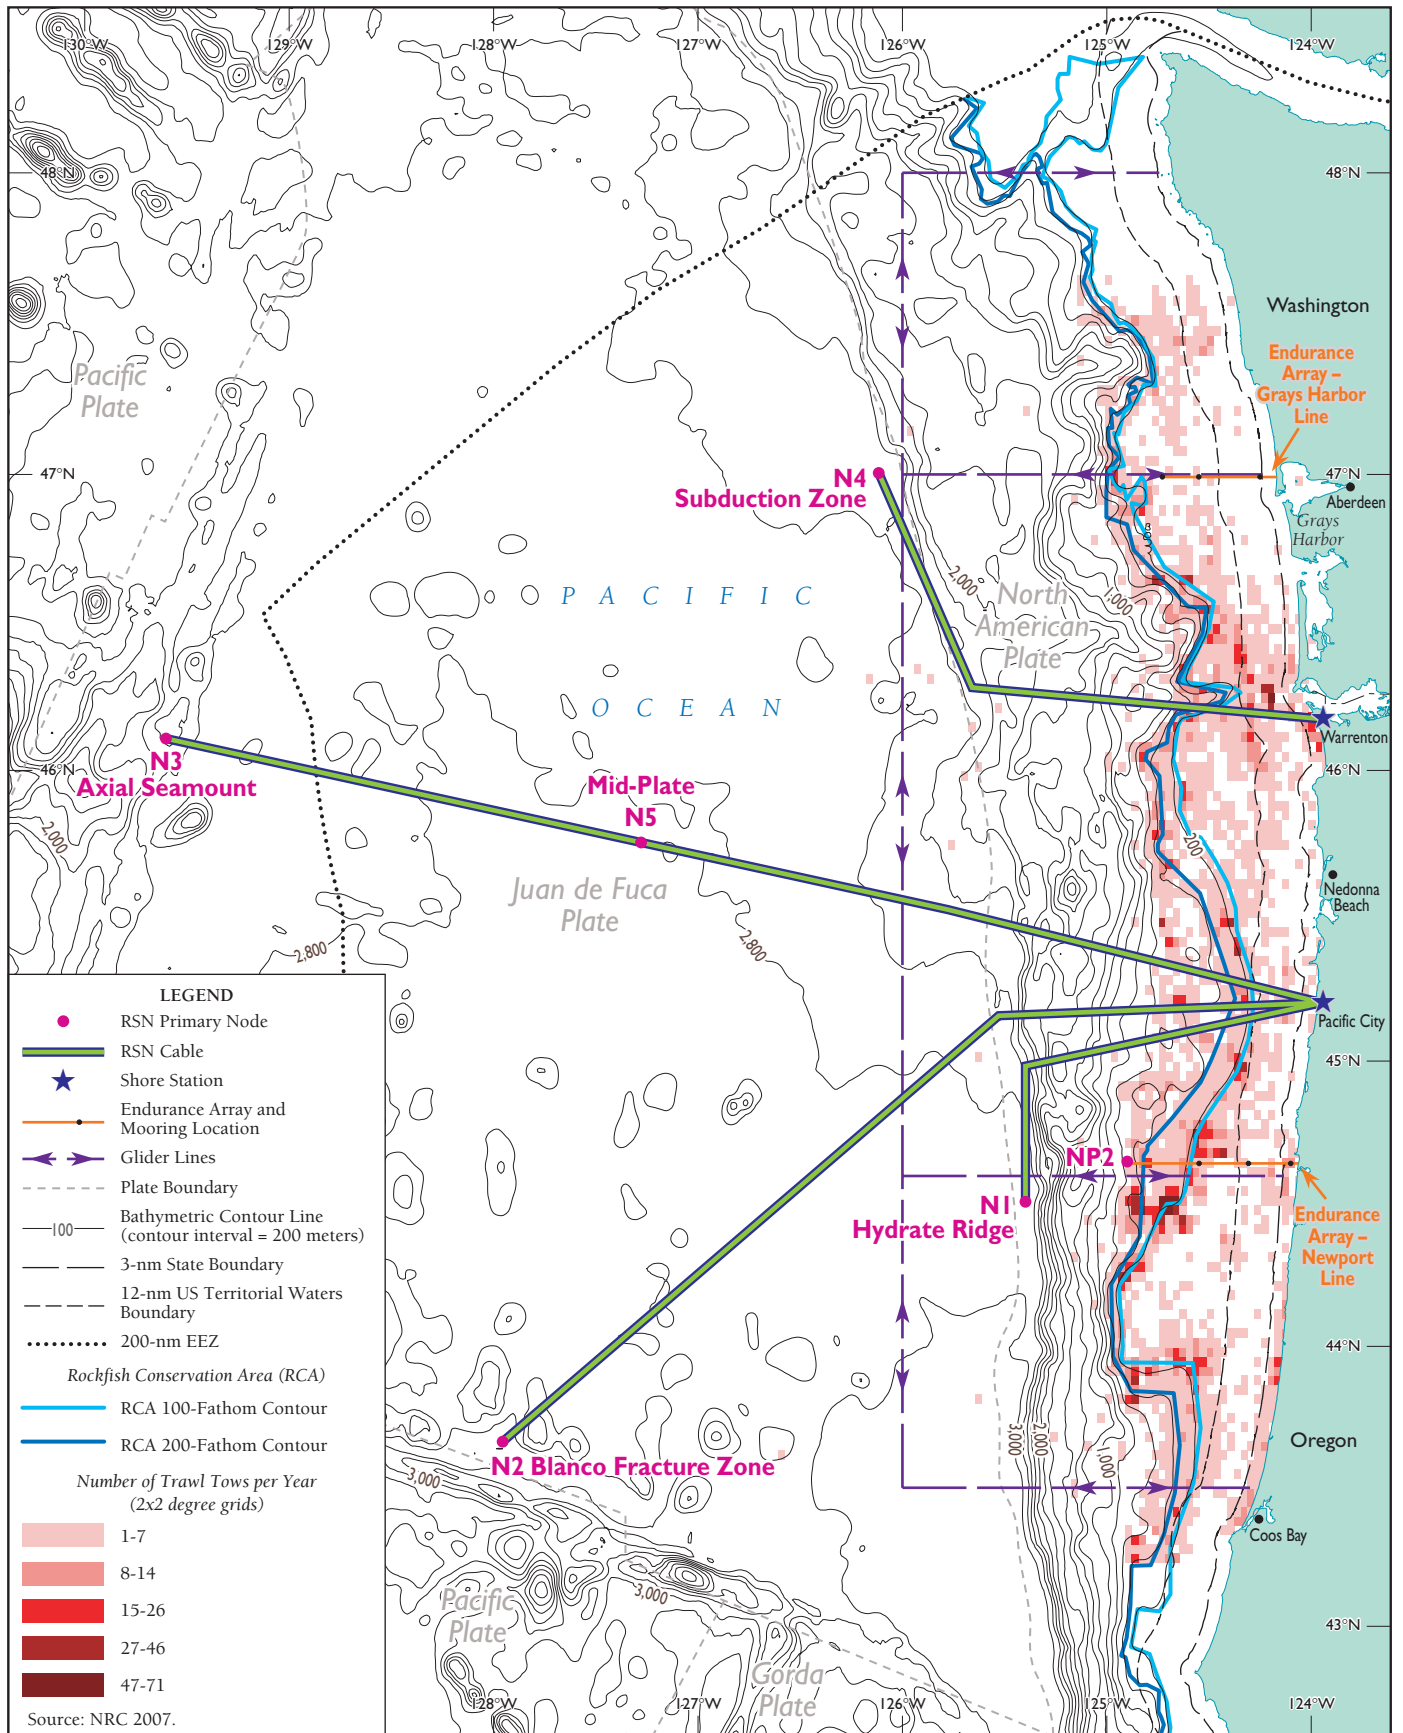 130°W
129°W
128°W
127°W
126°W
125°W
124°W
48°N
48°N
Washington
Endurance
Array –
Grays Harbor
Line
Pacific
Plate
47°N
47°N
N4
Subduction Zone
Aberdeen
Grays
Harbor
2,000
1,000
North
American
Plate
PACIFIC
OCEAN
Warrenton
N3
Axial Seamount
46°N
46°N
Mid-Plate
N5
2,000
200
Juan de Fuca
Plate
Nedonna
Beach
2,800
2,800
Pacific City
45°N
NP2
N1
Hydrate Ridge
Endurance
Array –
Newport
Line
44°N
3,000
2,000
1,000
Oregon
N2 Blanco Fracture Zone
3,000
Coos Bay
3,000
Pacific
Plate
Gorda
Plate
43°N
128°W
127°W
126°W
125°W
124°W
LEGEND
RSN Primary Node
RSN Cable
Shore Station
Endurance Array and
Mooring Location
Glider Lines
Plate Boundary
100
Bathymetric Contour Line
(contour interval = 200 meters)
3-nm State Boundary
12-nm US Territorial Waters
Boundary
200-nm EEZ
Rockfish Conservation Area (RCA)
RCA 100-Fathom Contour
RCA 200-Fathom Contour
Number of Trawl Tows per Year
(2x2 degree grids)
1-7
8-14
15-26
27-46
47-71
Source: NRC 2007.